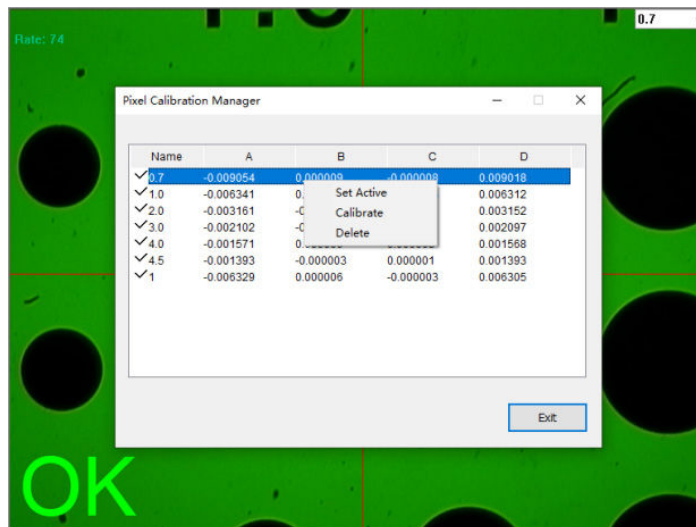 0.7
Rate: 74
Pixel Calibration Manager
Name A B C D
0.7 -0.009054 0.000009 -0.000008 0.009018
1.0 -0.006341 0. 0.006312
Set Active
2.0 -0.003161 -0 0.003152
Calibrate
3.0 -0.002102 -0 0.002097
Delete
4.0 -0.001571 0.001568
4.5 -0.001393 -0.000003 0.000001 0.001393
1 -0.006329 0.000006 -0.000003 0.006305
Exit
OK